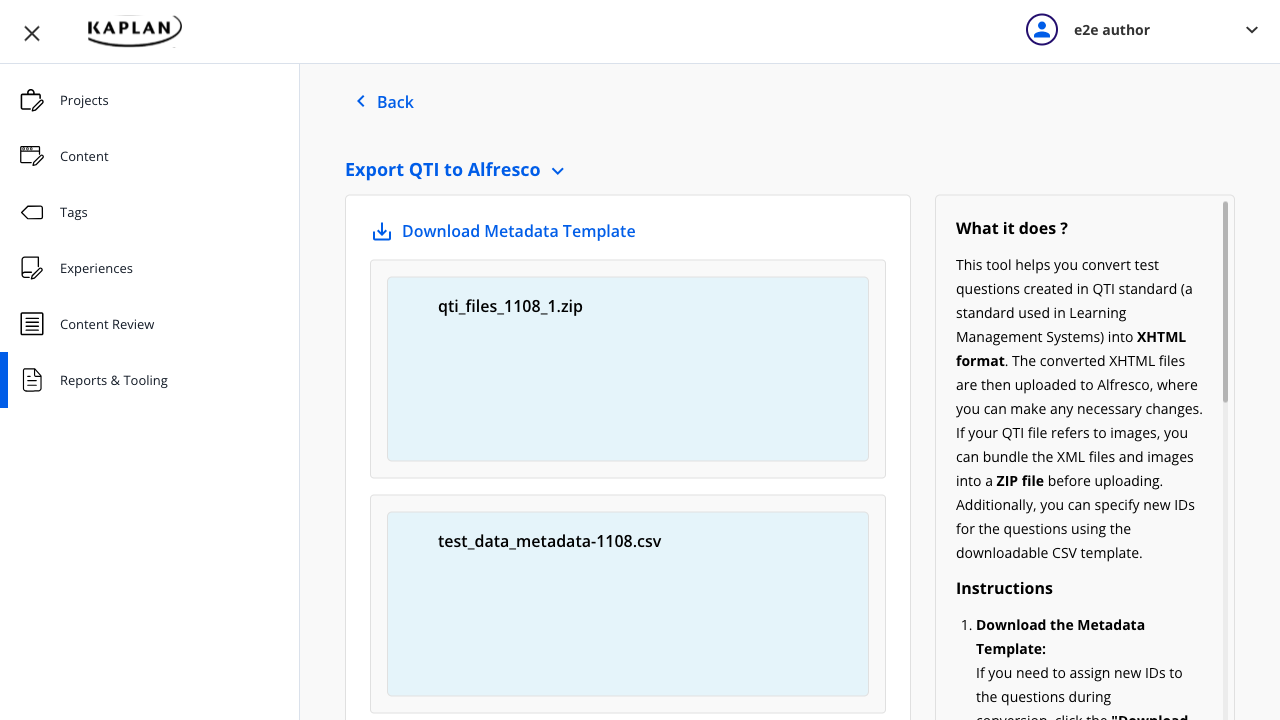 KAPLAN
e2e author
Projects
Content
Tags
Experiences
Content Review
Reports & Tooling
Back
Export QTI to Alfresco
Download Metadata Template
qti_files_1108_1.zip
test_data_metadata-1108.csv
What it does ?
This tool helps you convert test
questions created in QTI standard (a
standard used in Learning
Management Systems) into XHTML
format. The converted XHTML files
are then uploaded to Alfresco, where
you can make any necessary changes.
If your QTI file refers to images, you
can bundle the XML files and images
into a ZIP file before uploading.
Additionally, you can specify new IDs
for the questions using the
downloadable CSV template.
Instructions
1. Download the Metadata
Template:
If you need to assign new IDs to
the questions during
conversion, click the "Download